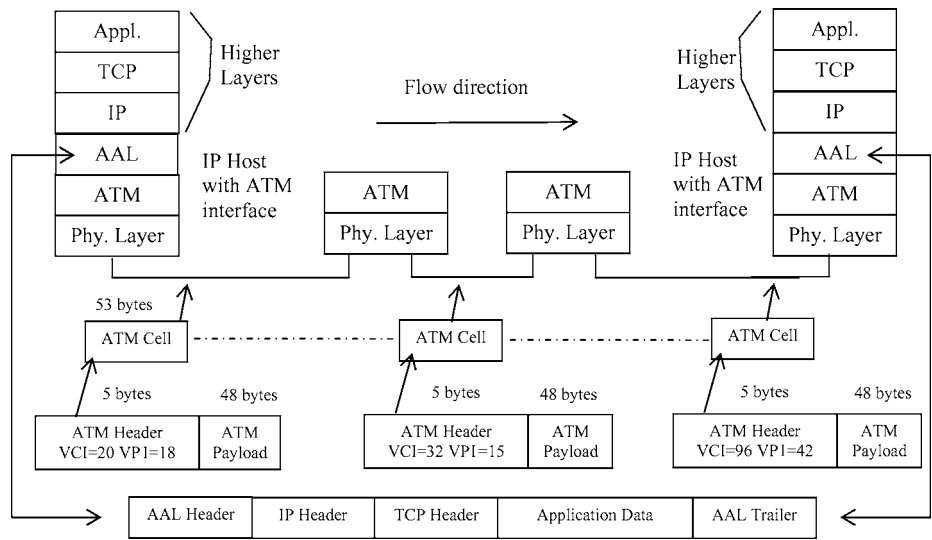 Appl.
TCP
IP
AAL
ATM
Phy. Layer
Higher
Layers
IP Host
with ATM
interface
Flow direction
ATM
Phy. Layer
ATM
Phy. Layer
Higher
Layers
IP Host
with ATM
interface
Appl.
TCP
IP
AAL
ATM
Phy. Layer
53 bytes
ATM Cell
ATM Cell
ATM Cell
5 bytes
48 bytes
5 bytes
48 bytes
5 bytes
48 bytes
ATM Header
VCI=20 VPI=18
ATM
Payload
ATM Header
VCI=32 VPI=15
ATM
Payload
ATM Header
VCI=96 VPI=42
ATM
Payload
AAL Header
IP Header
TCP Header
Application Data
AAL Trailer